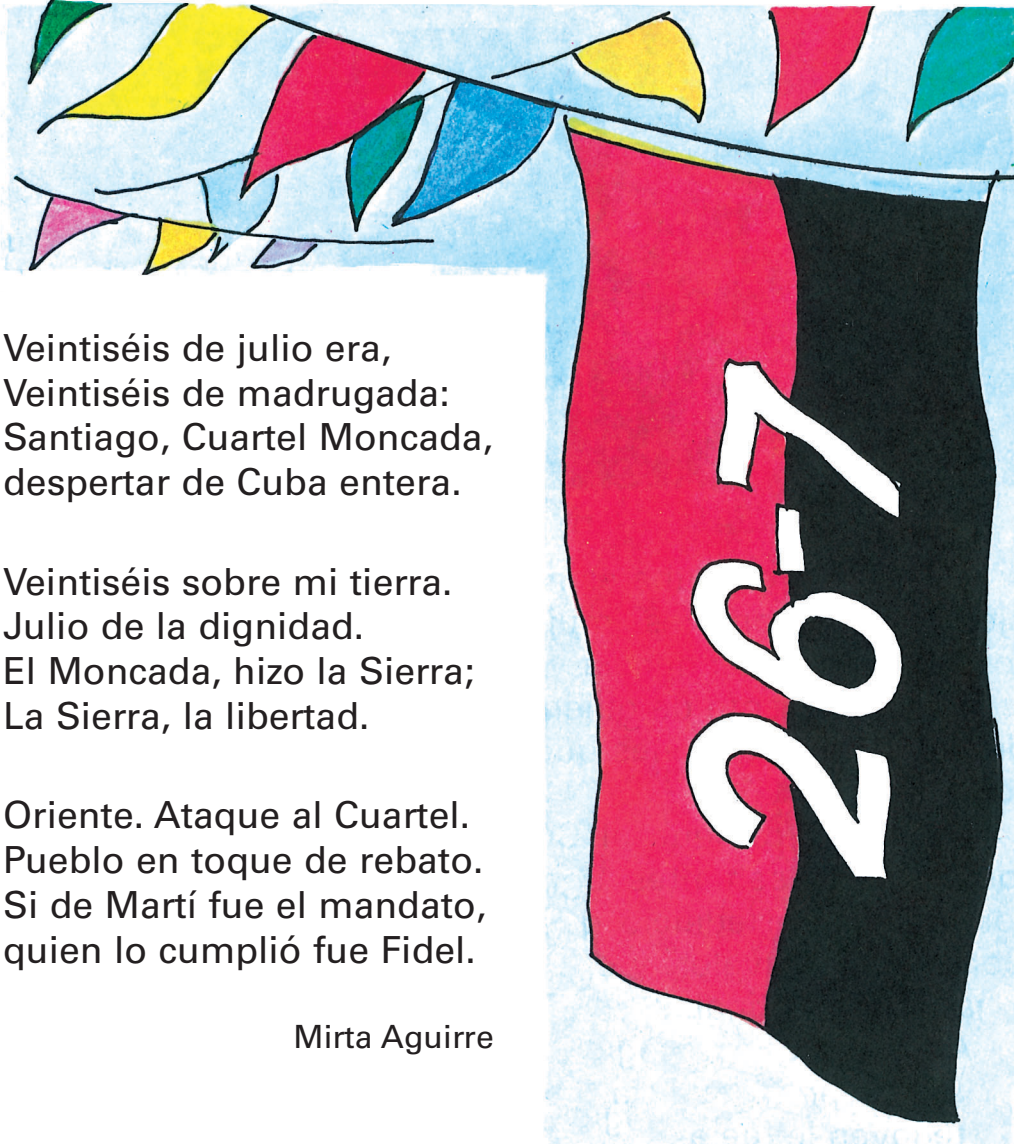 Veintiséis de julio era,
Veintiséis de madrugada:
Santiago, Cuartel Moncada,
despertar de Cuba entera.

Veintiséis sobre mi tierra.
Julio de la dignidad.
El Moncada, hizo la Sierra;
La Sierra, la libertad.

Oriente. Ataque al Cuartel.
Pueblo en toque de rebato.
Si de Martí fue el mandato,
quien lo cumplió fue Fidel.

Mirta Aguirre

26-7